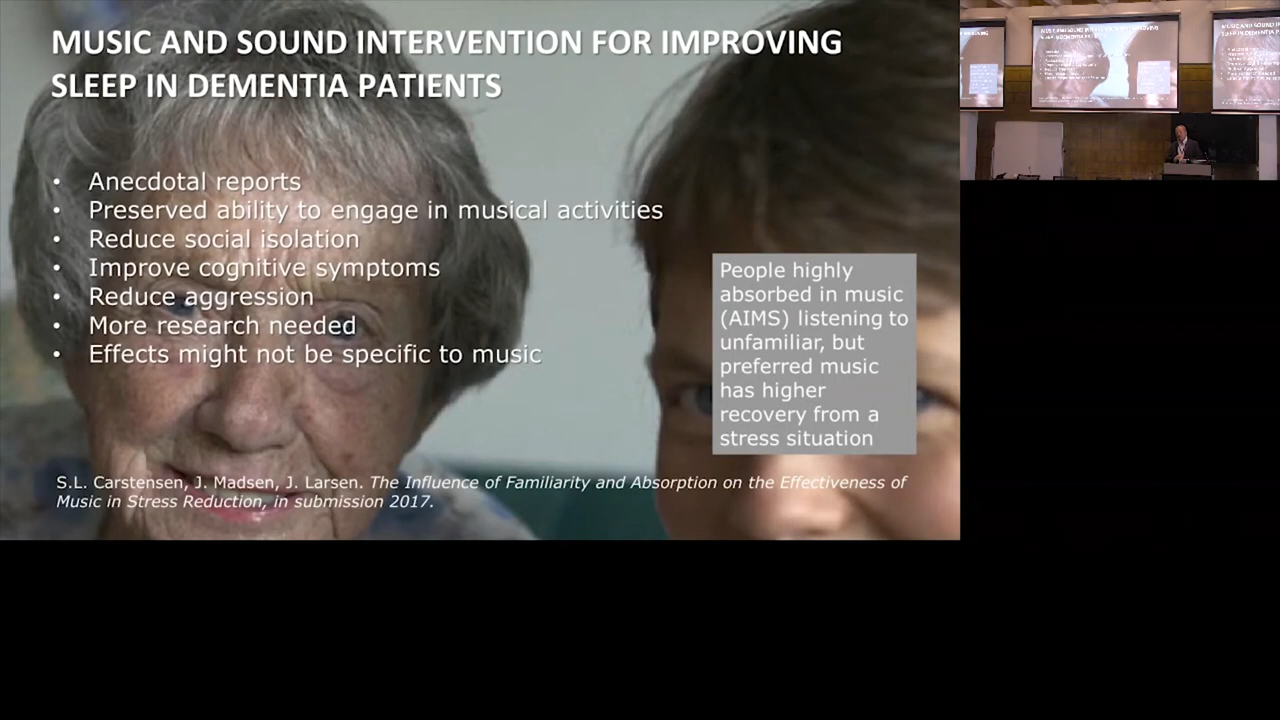 MUSIC AND SOUND INTERVENTION FOR IMPROVING
SLEEP IN DEMENTIA PATIENTS
• Anecdotal reports
• Preserved ability to engage in musical activities
• Reduce social isolation
• Improve cognitive symptoms
• Reduce aggression
• More research needed
• Effects might not be specific to music
People highly
absorbed in music
(AIMS) listening to
unfamiliar, but
preferred music
has higher
recovery from a
stress situation
S.L. Carstensen, J. Madsen, J. Larsen. The Influence of Familiarity and Absorption on the Effectiveness of
Music in Stress Reduction, in submission 2017.